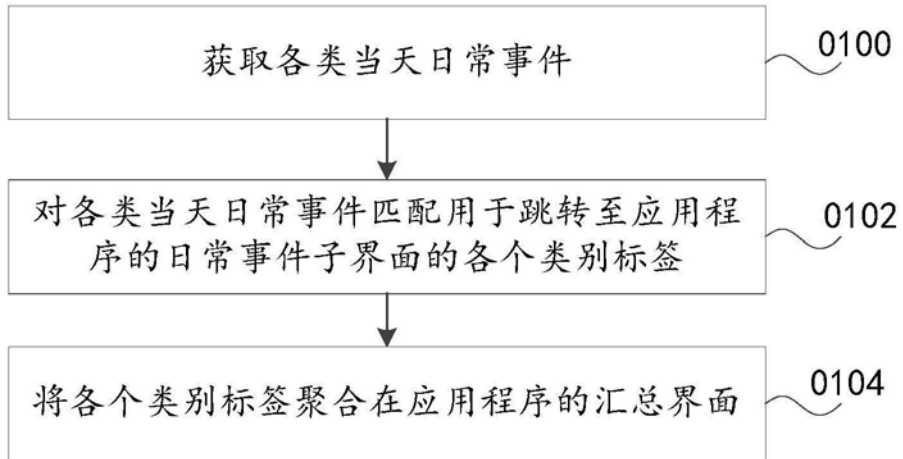 获取各类当天日常事件
0100
对各类当天日常事件匹配用于跳转至应用程
序的日常事件子界面的各个类别标签
0102
将各个类别标签聚合在应用程序的汇总界面
0104